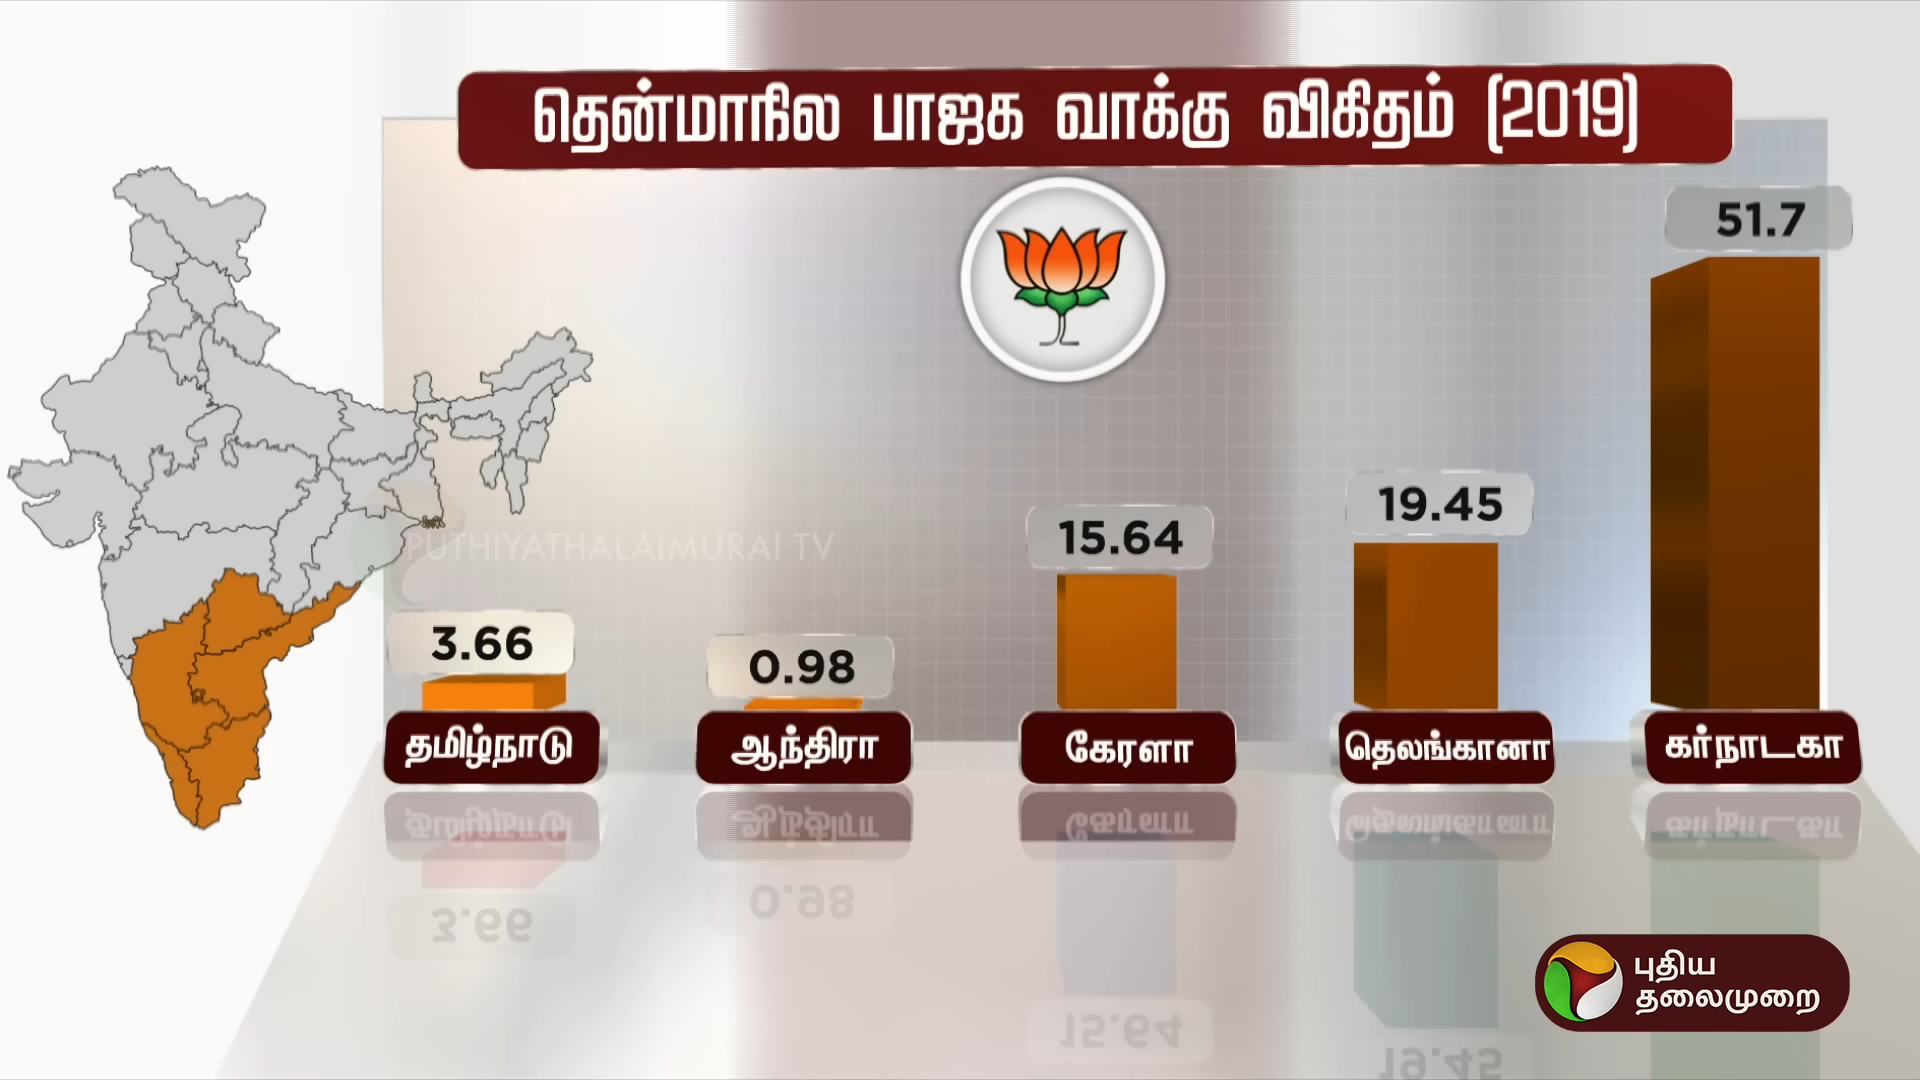 தென்மாநில பாஜக வாக்கு விகிதம் (2019)
51.7
19.45
15.64
3.66
0.98
PUTHIYATHALAIMURAI TV
தமிழ்நாடு
ஆந்திரா
கேரளா
தெலங்கானா
கர்நாடகா
புதிய
தலைமுறை